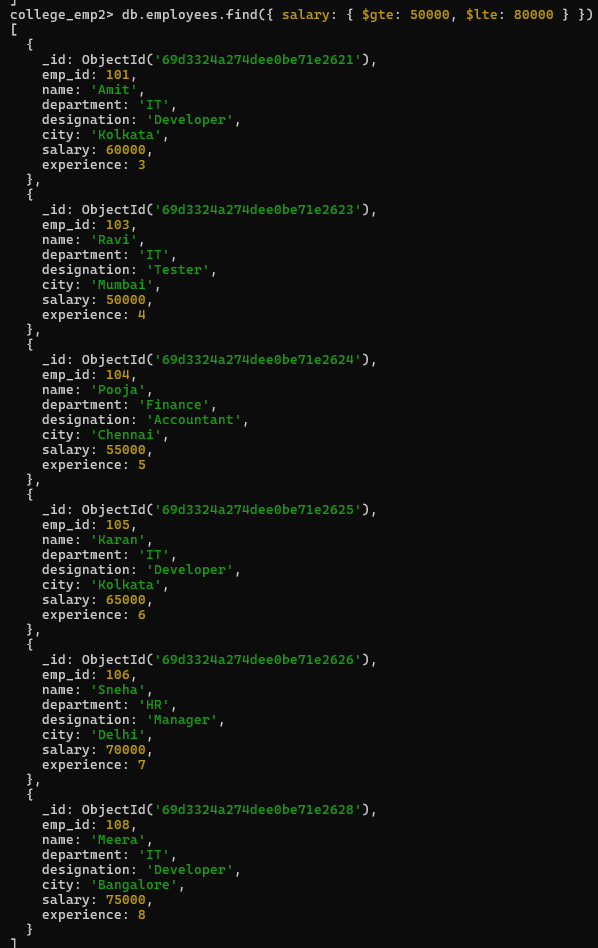 ]
college_emp2> db.employees.find({ salary: { $gte: 50000, $lte: 80000 } })
[
  {
    _id: ObjectId('69d3324a274dee0be71e2621'),
    emp_id: 101,
    name: 'Amit',
    department: 'IT',
    designation: 'Developer',
    city: 'Kolkata',
    salary: 60000,
    experience: 3
  },
  {
    _id: ObjectId('69d3324a274dee0be71e2623'),
    emp_id: 103,
    name: 'Ravi',
    department: 'IT',
    designation: 'Tester',
    city: 'Mumbai',
    salary: 50000,
    experience: 4
  },
  {
    _id: ObjectId('69d3324a274dee0be71e2624'),
    emp_id: 104,
    name: 'Pooja',
    department: 'Finance',
    designation: 'Accountant',
    city: 'Chennai',
    salary: 55000,
    experience: 5
  },
  {
    _id: ObjectId('69d3324a274dee0be71e2625'),
    emp_id: 105,
    name: 'Karan',
    department: 'IT',
    designation: 'Developer',
    city: 'Kolkata',
    salary: 65000,
    experience: 6
  },
  {
    _id: ObjectId('69d3324a274dee0be71e2626'),
    emp_id: 106,
    name: 'Sneha',
    department: 'HR',
    designation: 'Manager',
    city: 'Delhi',
    salary: 70000,
    experience: 7
  },
  {
    _id: ObjectId('69d3324a274dee0be71e2628'),
    emp_id: 108,
    name: 'Meera',
    department: 'IT',
    designation: 'Developer',
    city: 'Bangalore',
    salary: 75000,
    experience: 8
  }
]